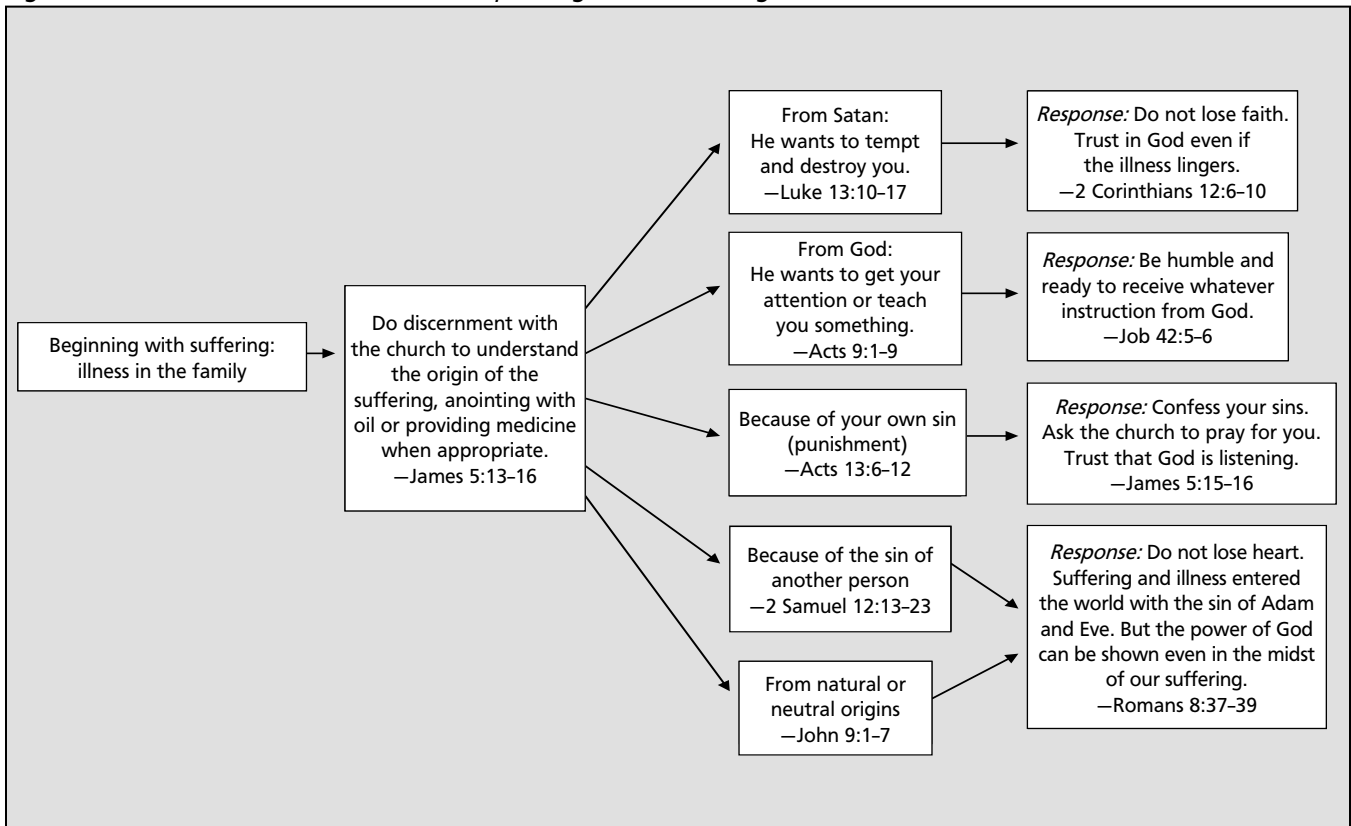 Beginning with suffering:
illness in the family
Do discernment with
the church to understand
the origin of the
suffering, anointing with
oil or providing medicine
when appropriate.
—James 5:13–16
From Satan:
He wants to tempt
and destroy you.
—Luke 13:10–17
Response: Do not lose faith.
Trust in God even if
the illness lingers.
—2 Corinthians 12:6–10
From God:
He wants to get your
attention or teach
you something.
—Acts 9:1–9
Response: Be humble and
ready to receive whatever
instruction from God.
—Job 42:5–6
Because of your own sin
(punishment)
—Acts 13:6–12
Response: Confess your sins.
Ask the church to pray for you.
Trust that God is listening.
—James 5:15–16
Because of the sin of
another person
—2 Samuel 12:13–23
From natural or
neutral origins
—John 9:1–7
Response: Do not lose heart.
Suffering and illness entered
the world with the sin of Adam
and Eve. But the power of God
can be shown even in the midst
of our suffering.
—Romans 8:37–39